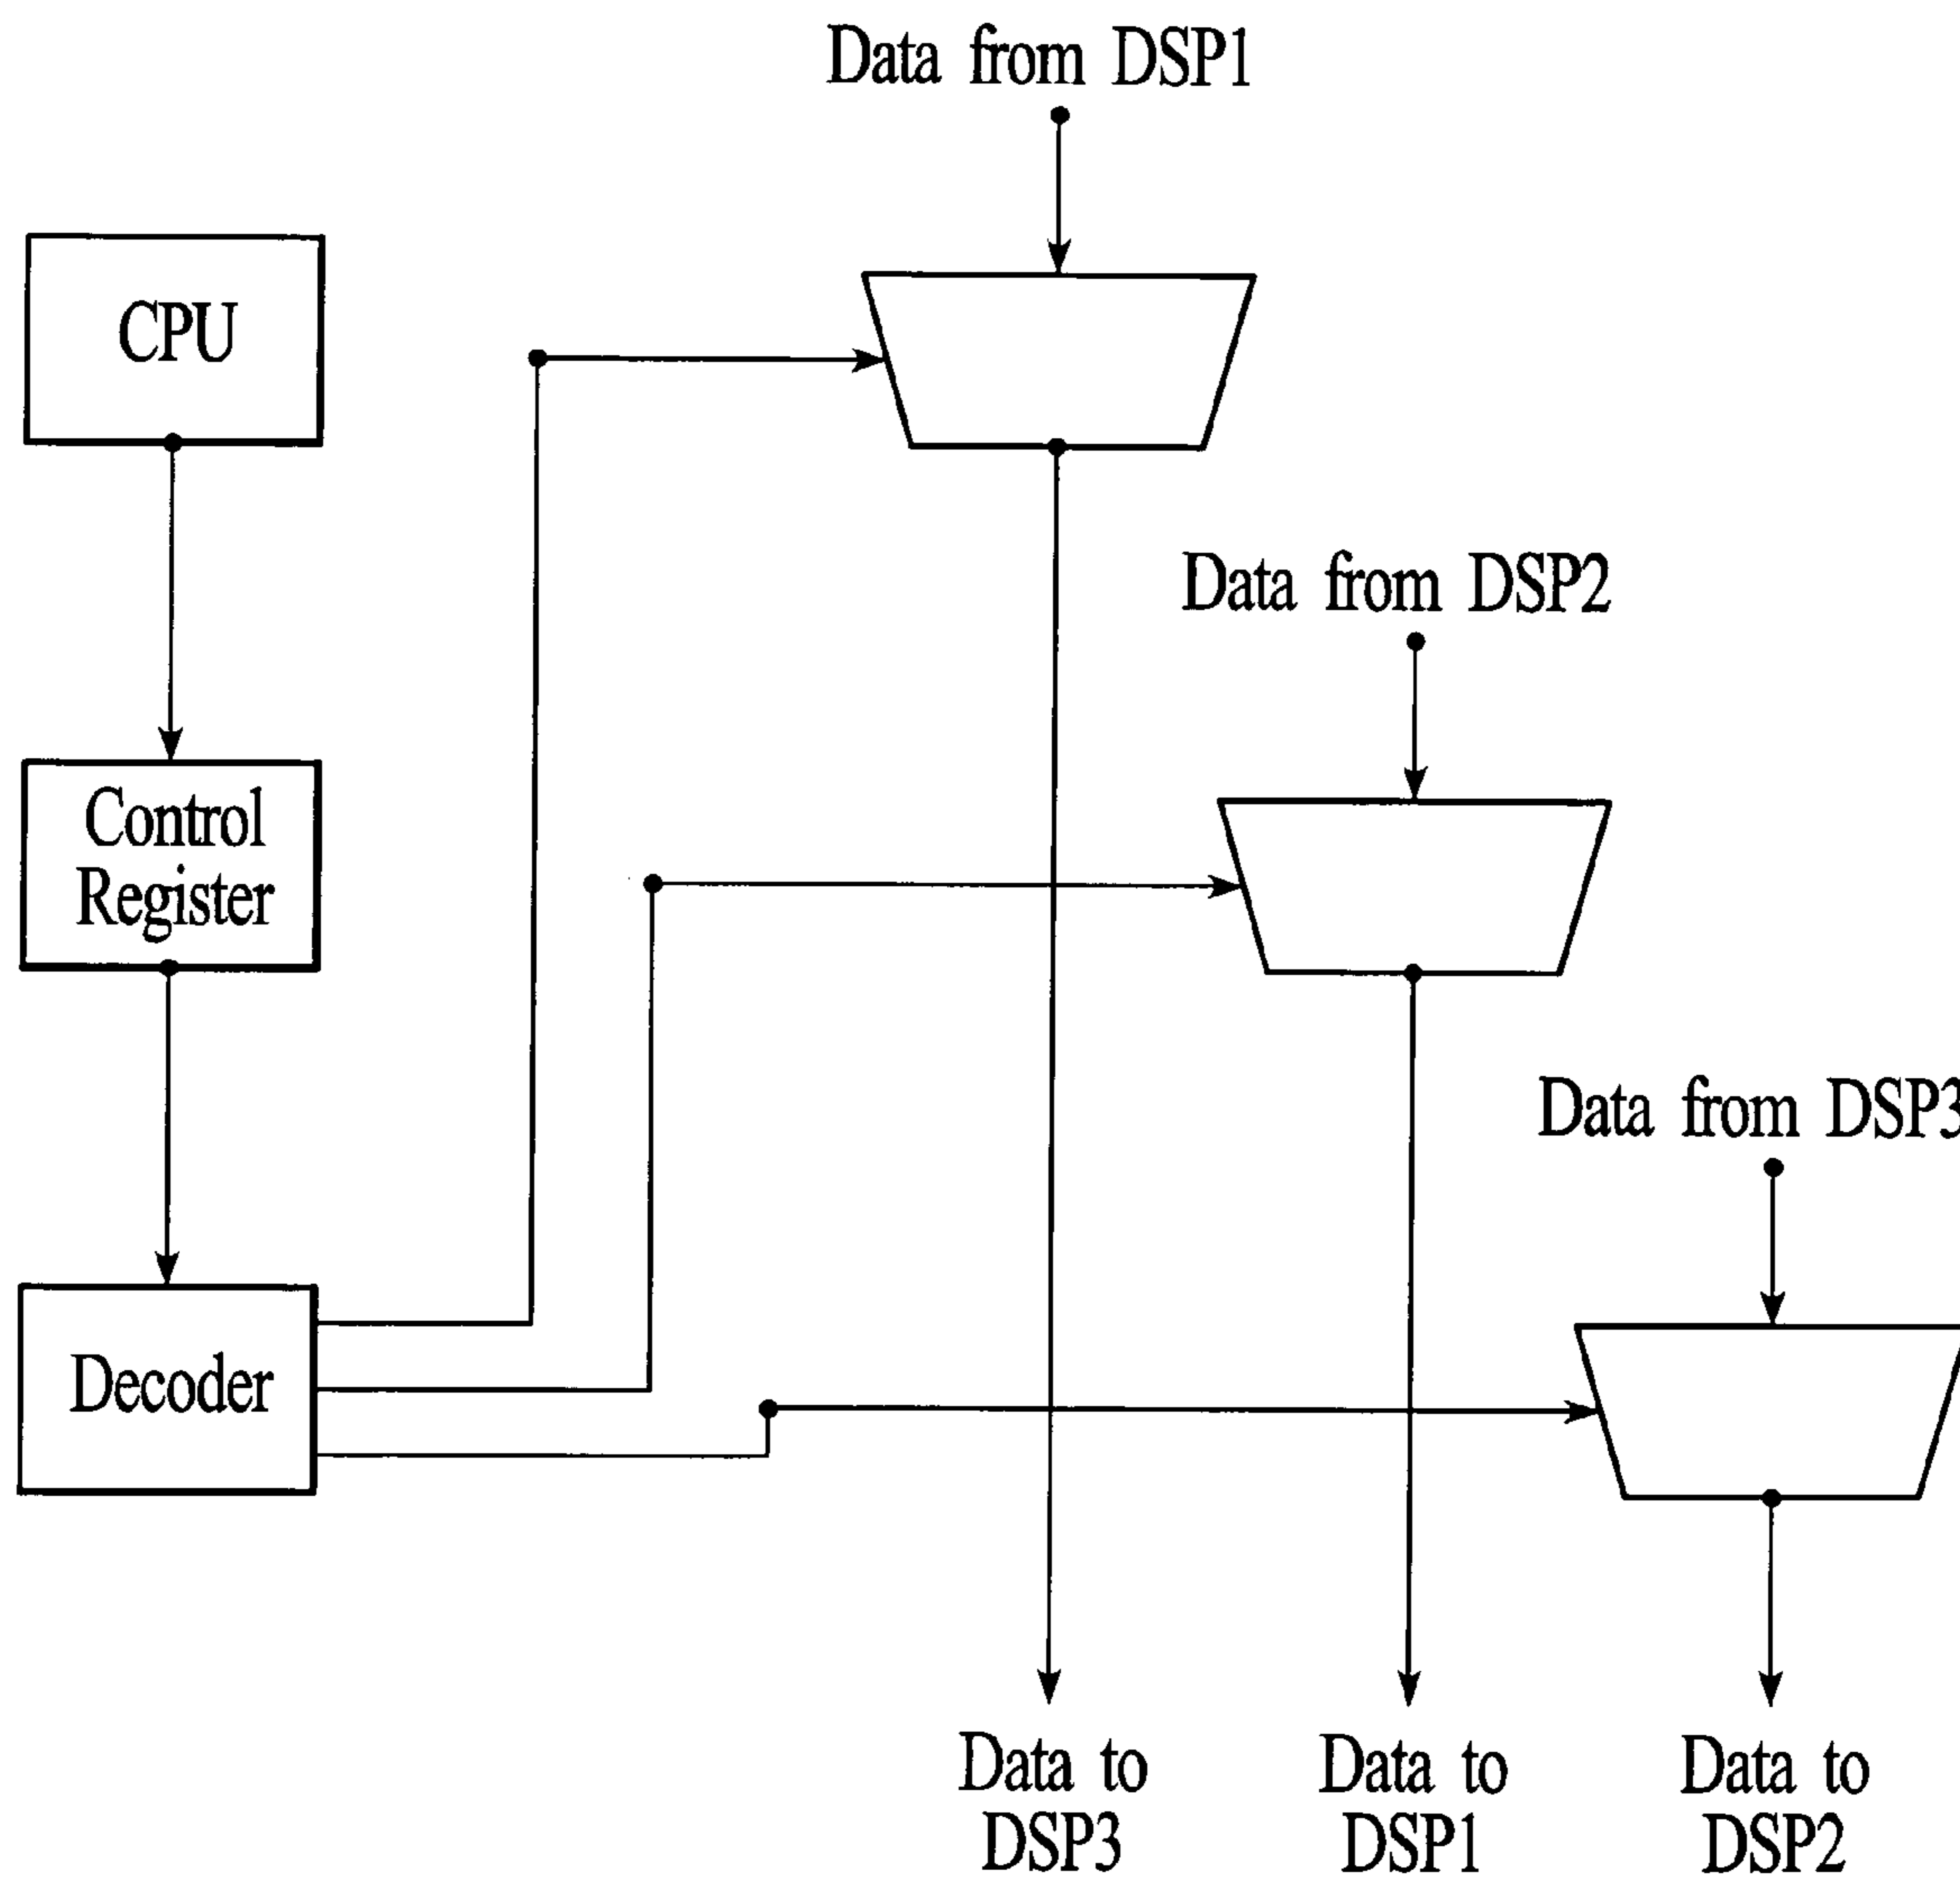 Data from DSP1
CPU
Data from DSP2
Control
Register
Data from DSP3
Decoder
Data to
DSP3
Data to
DSP1
Data to
DSP2